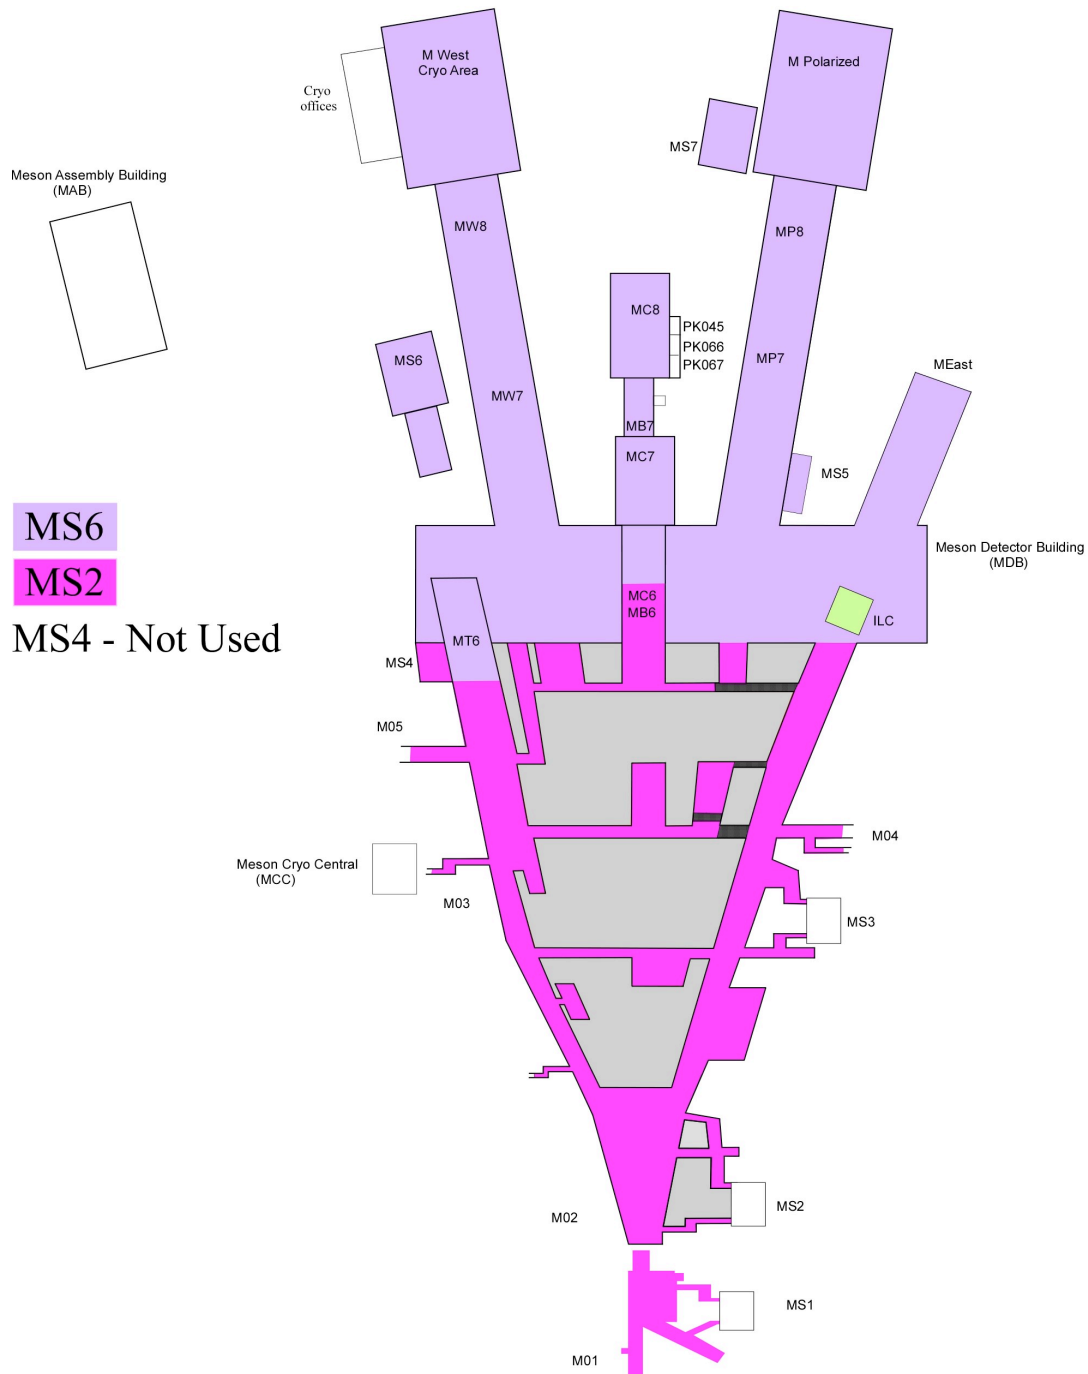 M West
Cryo Area
M Polarized
Cryo
offices
MS7
Meson Assembly Building
(MAB)
MW8
MP8
MC8
PK045
PK066
PK067
MS6
MP7
MEast
MW7
MB7
MC7
MS5
MS6
MS2
MS4 - Not Used
Meson Detector Building
(MDB)
MC6
MB6
ILC
MT6
MS4
M05
M04
Meson Cryo Central
(MCC)
M03
MS3
MS2
M02
MS1
M01